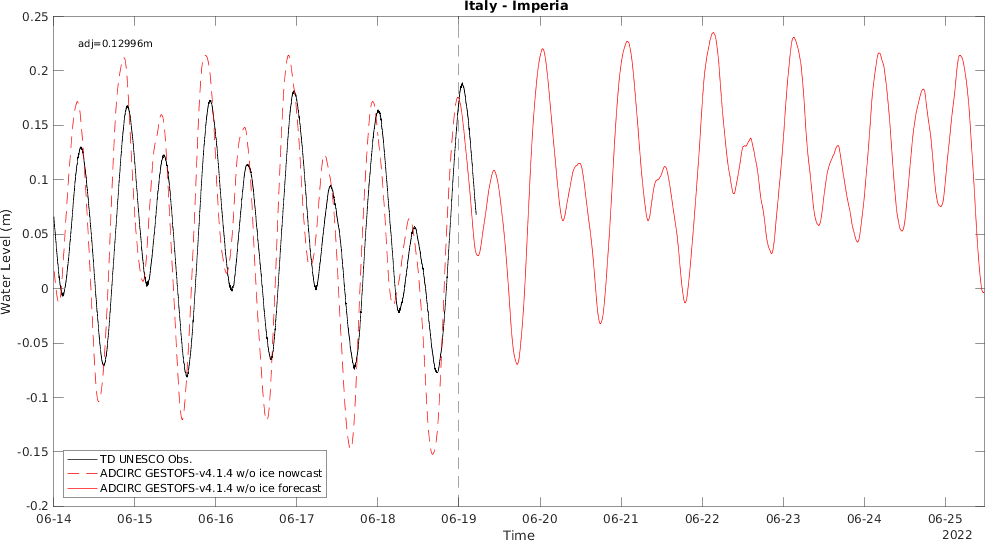 Italy - Imperia
adj=0.12996m
Water Level (m)
0.25
0.2
0.15
0.1
0.05
0
-0.05
-0.1
-0.15
-0.2
TD UNESCO Obs.
ADCIRC GESTOFS-v4.1.4 w/o ice nowcast
ADCIRC GESTOFS-v4.1.4 w/o ice forecast
06-14 06-15 06-16 06-17 06-18 06-19 06-20 06-21 06-22 06-23 06-24 06-25
Time
2022